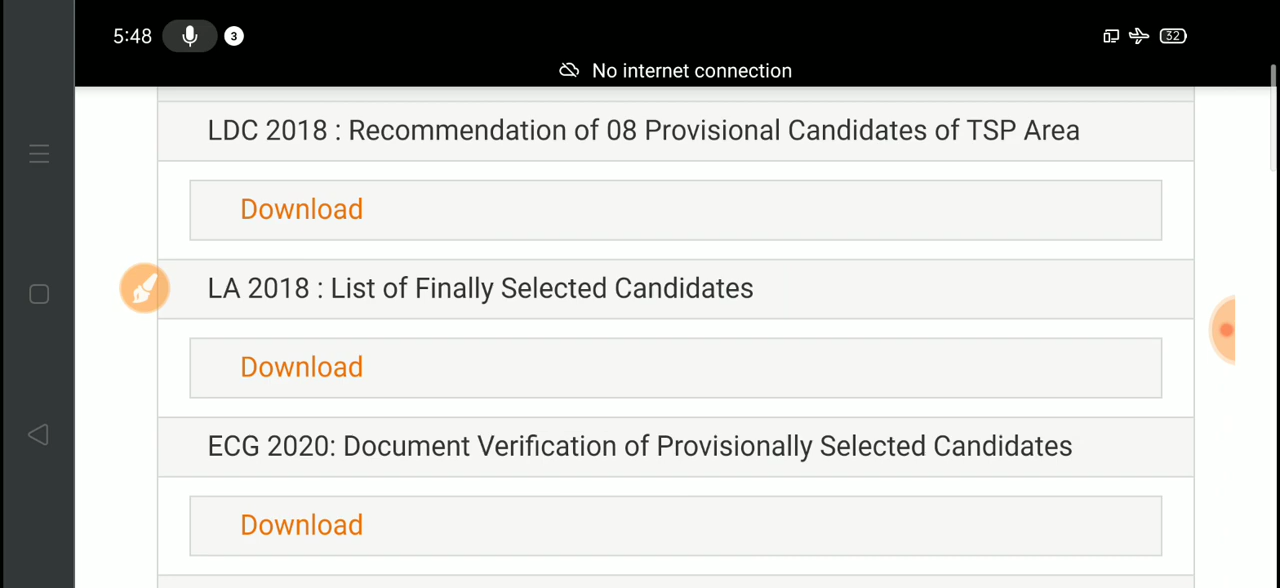 5:48
3
32
No internet connection
LDC 2018 : Recommendation of 08 Provisional Candidates of TSP Area
Download
LA 2018 : List of Finally Selected Candidates
Download
ECG 2020: Document Verification of Provisionally Selected Candidates
Download